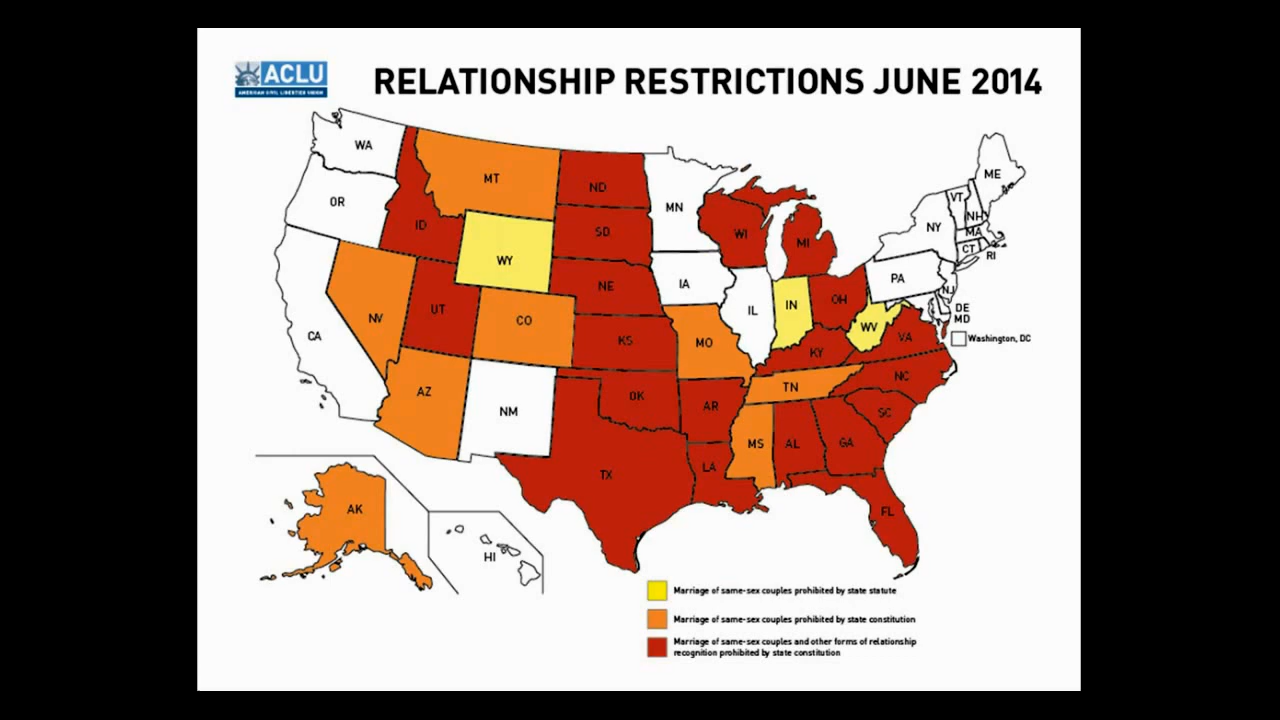 ACLU
AMERICAN CIVIL LIBERTIES UNION
RELATIONSHIP RESTRICTIONS JUNE 2014
WA
MT
ND
MN
ME
OR
ID
SD
WI
MI
VT
NH
NY
MA
CT
RI
WY
NE
IA
PA
NJ
NV
UT
CO
KS
MO
IL
IN
OH
WV
VA
DE
MD
Washington, DC
CA
KY
AZ
NM
OK
AR
TN
NC
SC
MS
AL
GA
TX
LA
FL
AK
HI
Marriage of same-sex couples prohibited by state statute
Marriage of same-sex couples prohibited by state constitution
Marriage of same-sex couples and other forms of relationship
recognition prohibited by state constitution